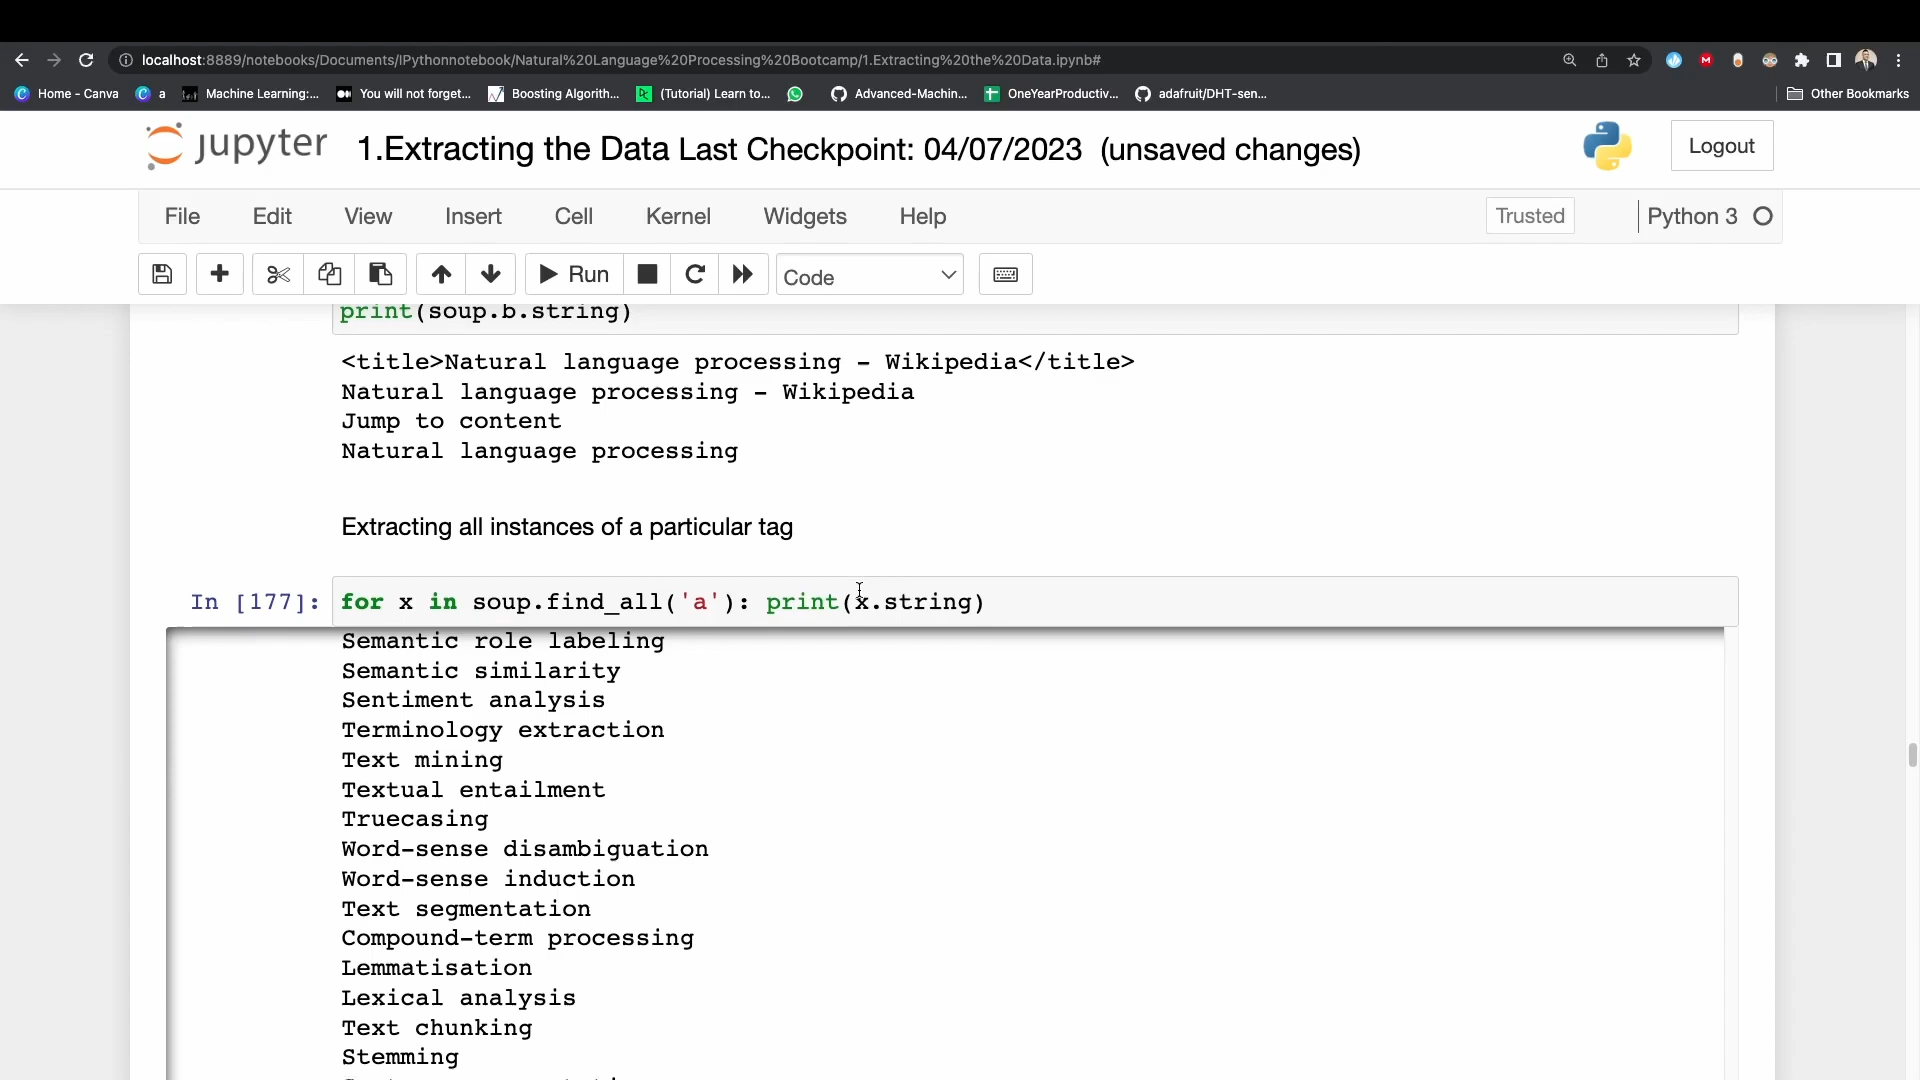 localhost:8889/notebooks/Documents/IPythonnotebook/Natural%20Language%20Processing%20Bootcamp/1.Extracting%20the%20Data.ipynb#
Home - Canva a Machine Learning:... You will not forget... Boosting Algorith... (Tutorial) Learn to... Advanced-Machin... OneYearProductiv... adafruit/DHT-sen... Other Bookmarks
jupyter 1.Extracting the Data Last Checkpoint: 04/07/2023 (unsaved changes) Logout
File Edit View Insert Cell Kernel Widgets Help Trusted Python 3
Run Code
print(soup.b.string)
<title>Natural language processing - Wikipedia</title>
Natural language processing - Wikipedia
Jump to content
Natural language processing
Extracting all instances of a particular tag
In [177]: for x in soup.find_all('a'): print(x.string)
Semantic role labeling
Semantic similarity
Sentiment analysis
Terminology extraction
Text mining
Textual entailment
Truecasing
Word-sense disambiguation
Word-sense induction
Text segmentation
Compound-term processing
Lemmatisation
Lexical analysis
Text chunking
Stemming